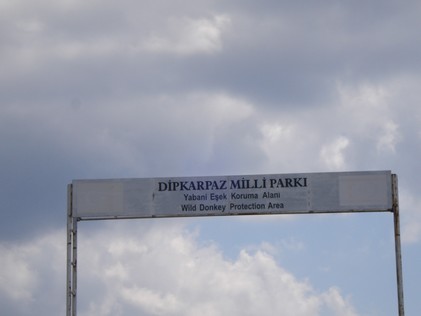 DİPKARPAZ MİLLİ PARKI
Yabani Eşek Koruma Alanı
Wild Donkey Protection Area